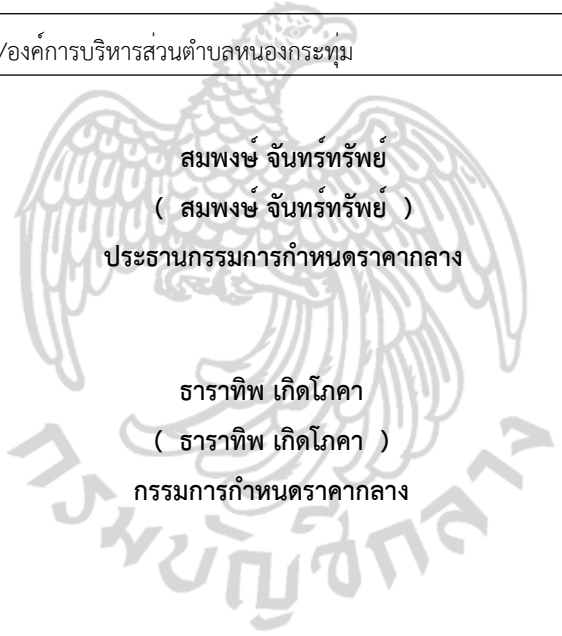 /องค์การบริหารส่วนตำบลหนองกระทุ่ม
สมพงษ์ จันทร์ทรัพย์
( สมพงษ์ จันทร์ทรัพย์ )
ประธานกรรมการกำหนดราคากลาง
ธาราทิพ เกิดโภคา
( ธาราทิพ เกิดโภคา )
กรรมการกำหนดราคากลาง
กรมบัญชีกลาง